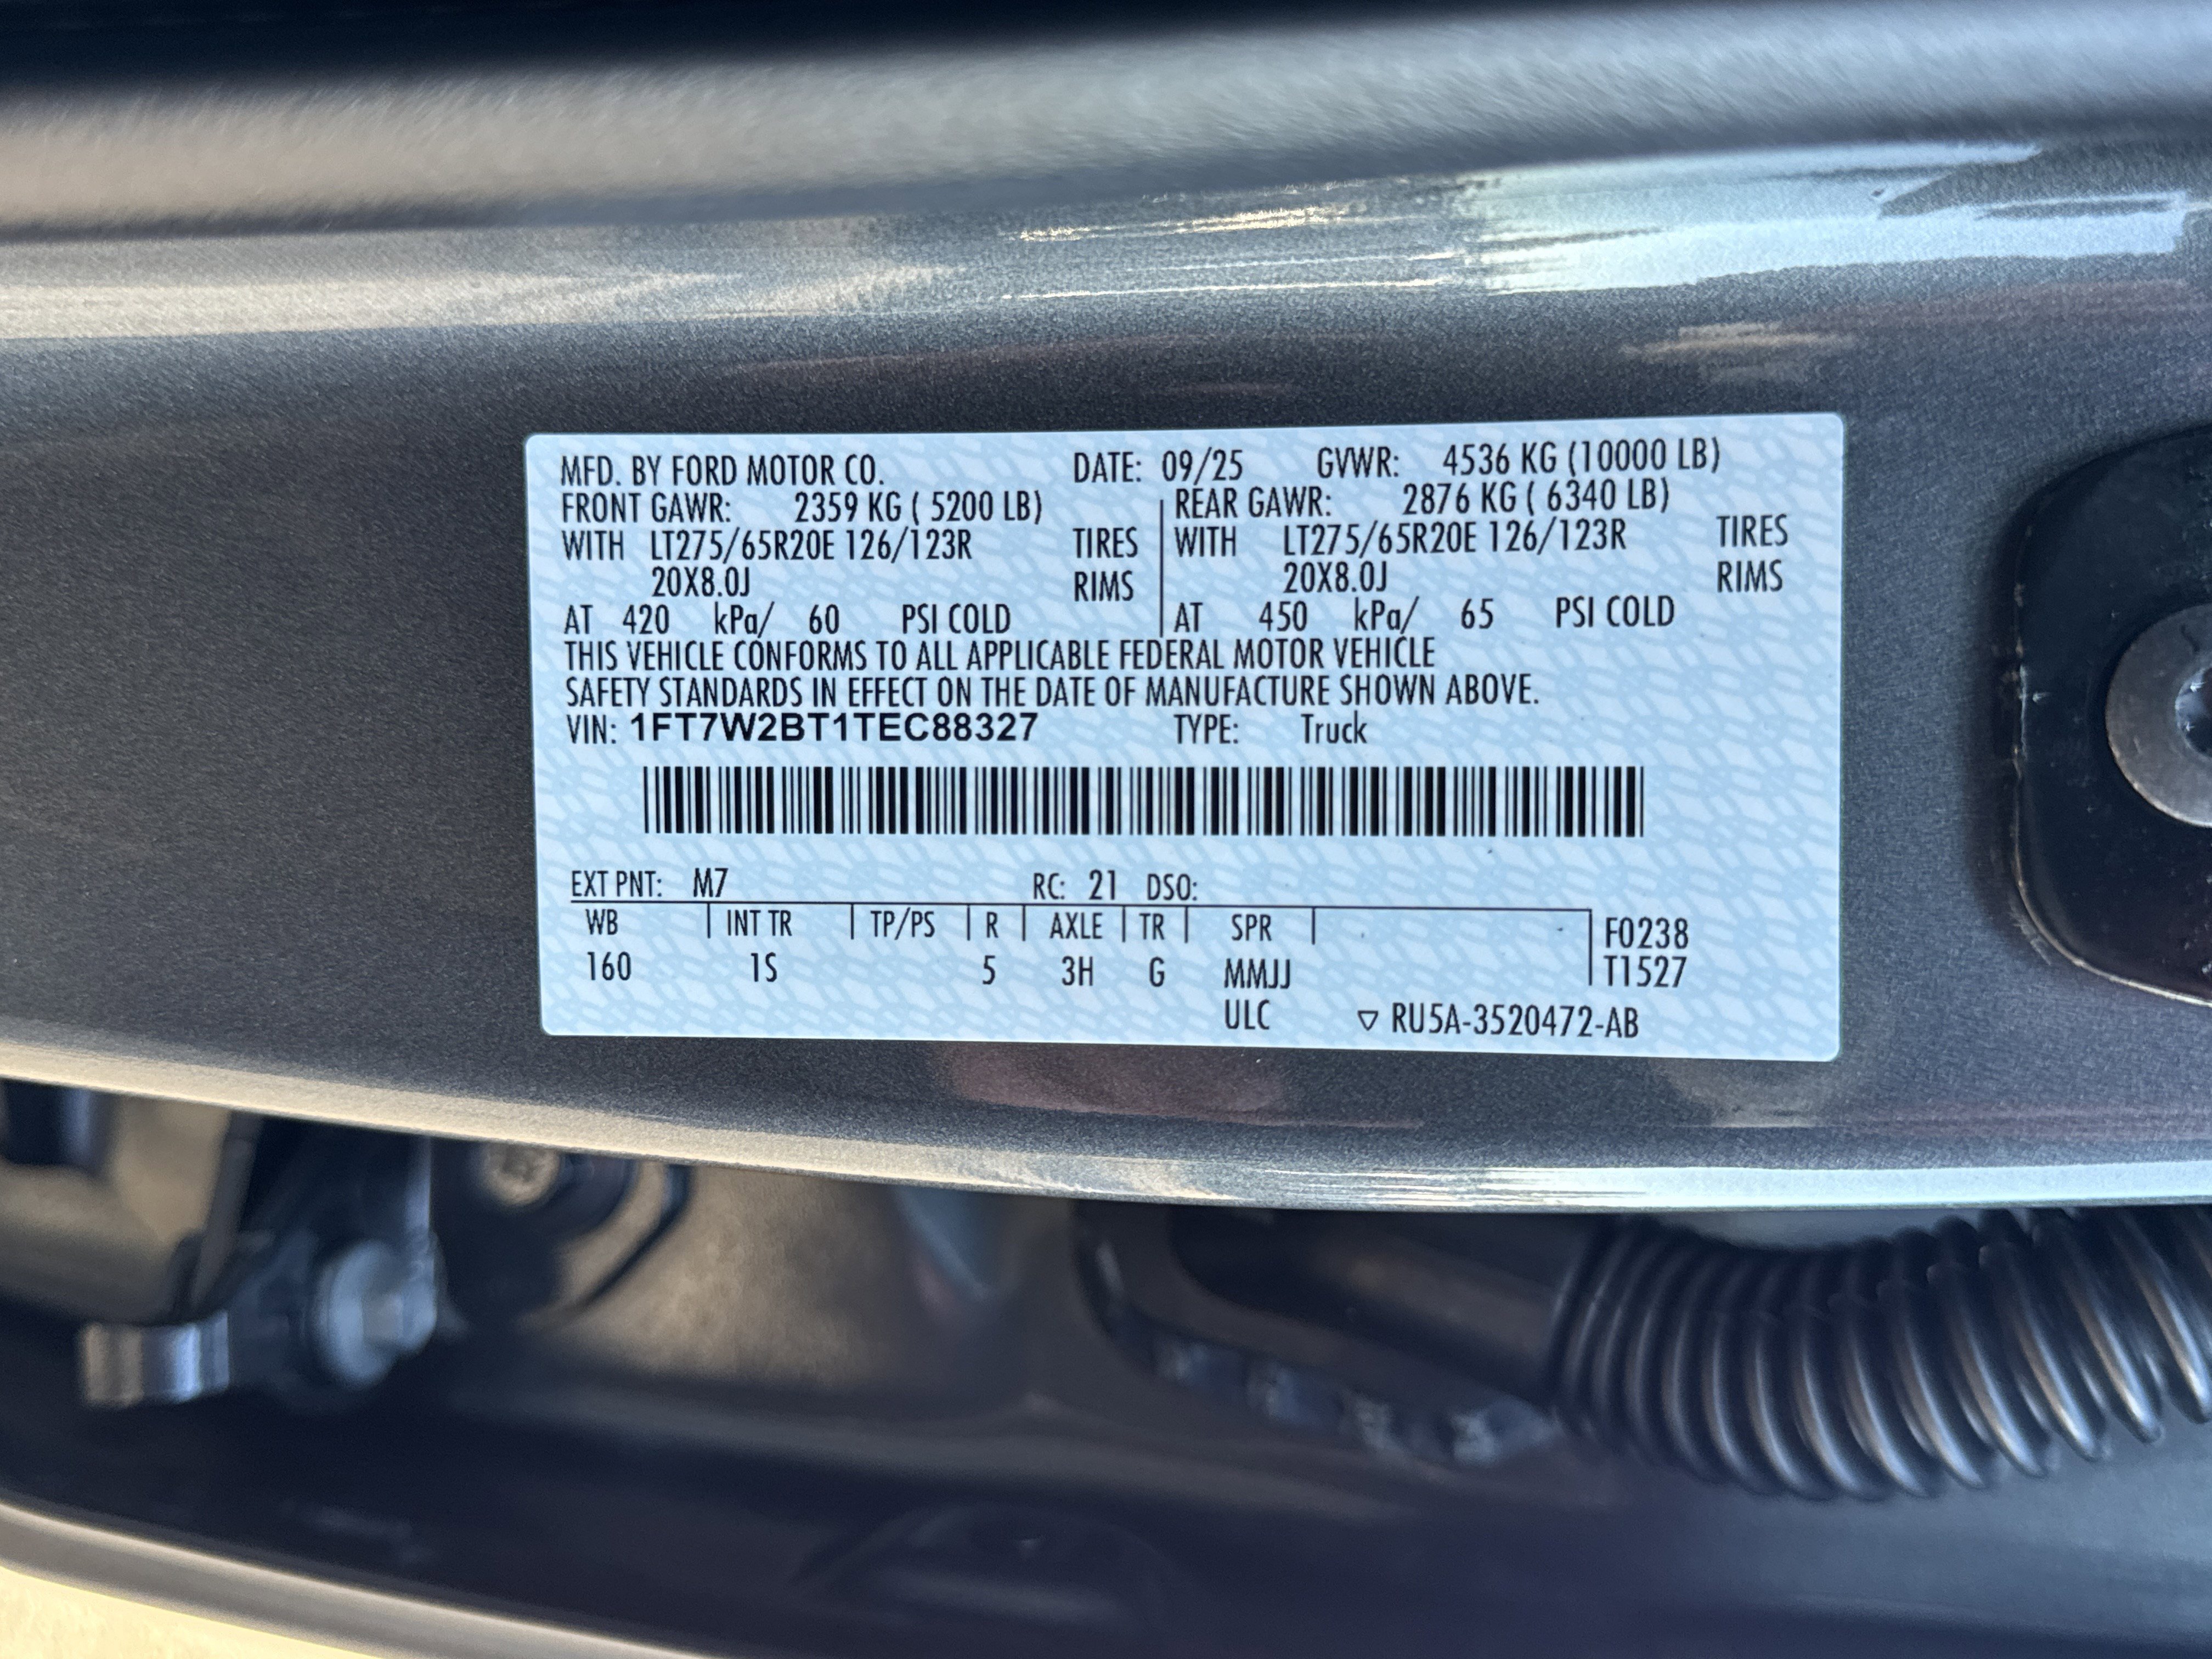 MFD. BY FORD MOTOR CO. DATE: 09/25 GVWR: 4536 KG (10000 LB)
FRONT GAWR: 2359 KG ( 5200 LB) REAR GAWR: 2876 KG ( 6340 LB)
WITH LT275/65R20E 126/123R TIRES WITH LT275/65R20E 126/123R TIRES
20X8.0J RIMS 20X8.0J RIMS
AT 420 kPa/ 60 PSI COLD AT 450 kPa/ 65 PSI COLD
THIS VEHICLE CONFORMS TO ALL APPLICABLE FEDERAL MOTOR VEHICLE
SAFETY STANDARDS IN EFFECT ON THE DATE OF MANUFACTURE SHOWN ABOVE.
VIN: 1FT7W2BT1TEC88327 TYPE: Truck
EXT PNT: M7 RC: 21 DSO:
WB INT TR TP/PS R AXLE TR SPR F0238
160 1S 5 3H G MMJJ T1527
ULC ▽ RU5A-3520472-AB